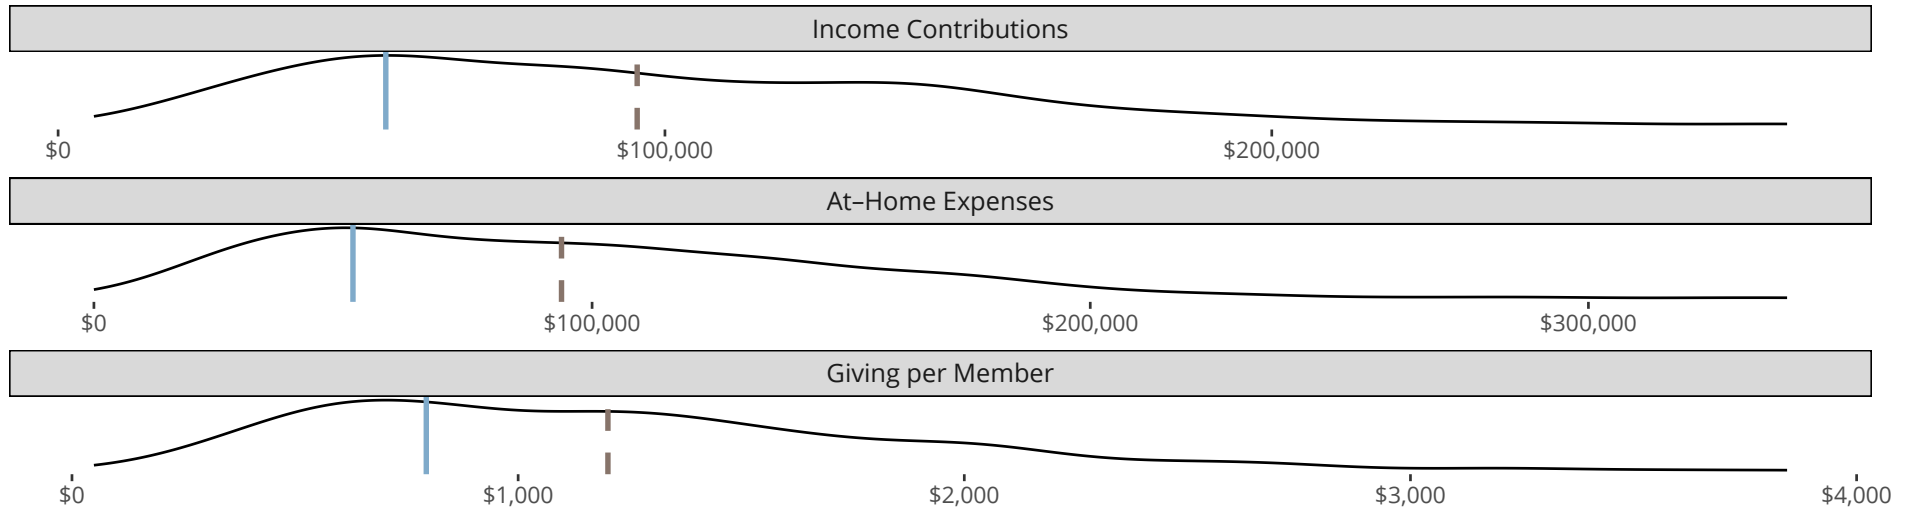 Income Contributions
$0 $100,000 $200,000
At–Home Expenses
$0 $100,000 $200,000 $300,000
Giving per Member
$0 $1,000 $2,000 $3,000 $4,000